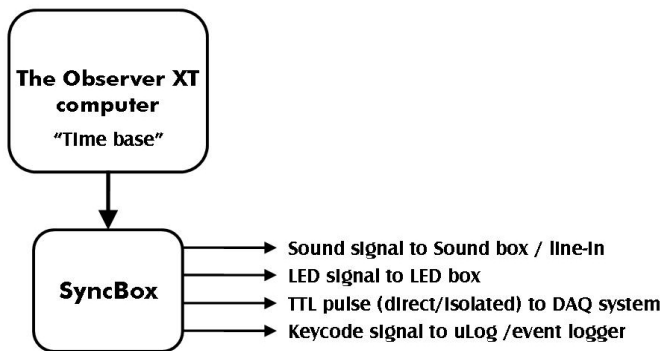 The Observer XT
computer
"Time base"
SyncBox
Sound signal to Sound box / line-in
LED signal to LED box
TTL pulse (direct/isolated) to DAQ system
Keycode signal to uLog /event logger